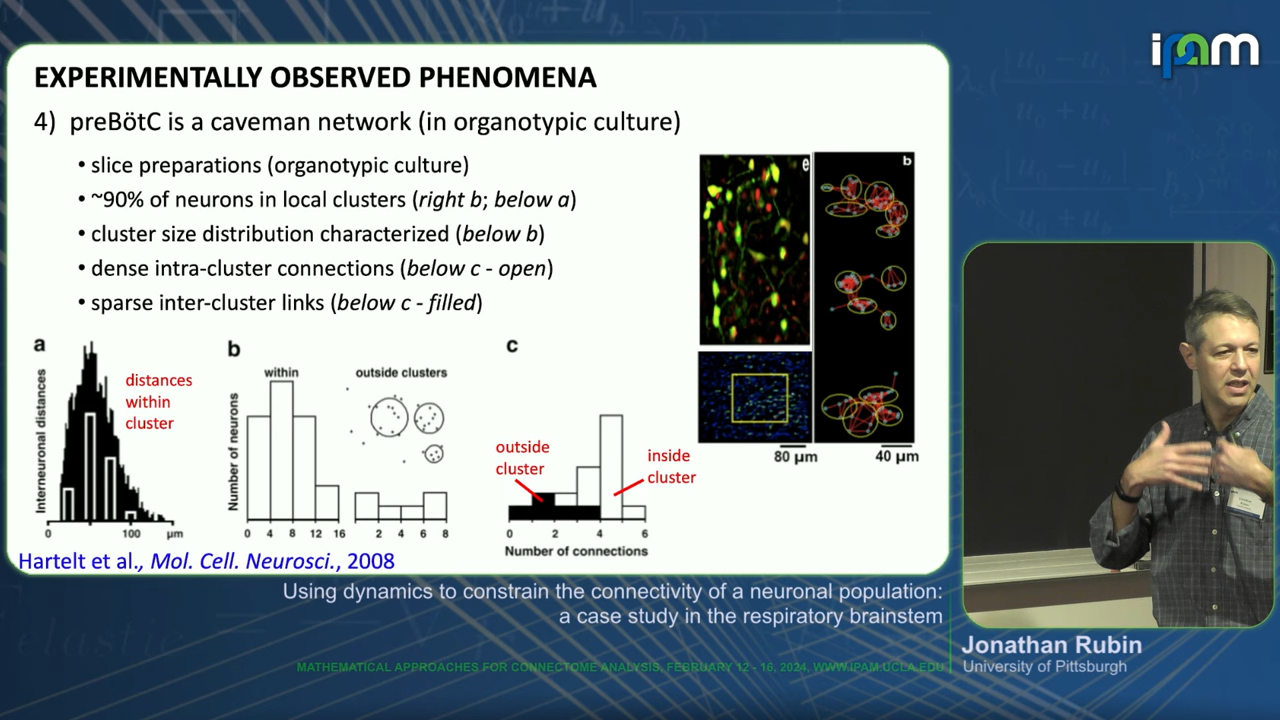 ipam
EXPERIMENTALLY OBSERVED PHENOMENA
4) preBötC is a caveman network (in organotypic culture)
• slice preparations (organotypic culture)
• ~90% of neurons in local clusters (right b; below a)
• cluster size distribution characterized (below b)
• dense intra-cluster connections (below c - open)
• sparse inter-cluster links (below c - filled)
e
b
80 µm
40 µm
a
Interneuronal distances
distances
within
cluster
0 100 µm
b
Number of neurons
within
outside clusters
0 4 8 12 16
2 4 6 8
c
outside
cluster
inside
cluster
0 2 4 6
Number of connections
Hartelt et al., Mol. Cell. Neurosci., 2008
Using dynamics to constrain the connectivity of a neuronal population:
a case study in the respiratory brainstem
Jonathan Rubin
University of Pittsburgh
MATHEMATICAL APPROACHES FOR CONNECTOME ANALYSIS, FEBRUARY 12 - 16, 2024, WWW.IPAM.UCLA.EDU
elastic